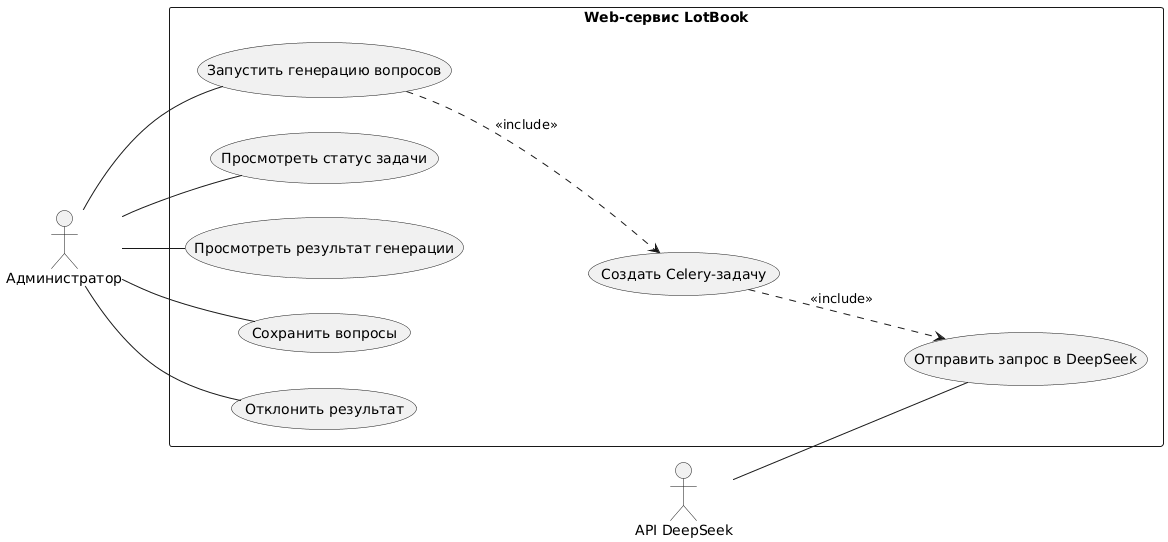 Web-сервис LotBook
Запустить генерацию вопросов
«include»
Просмотреть статус задачи
Просмотреть результат генерации
Администратор
Создать Celery-задачу
«include»
Сохранить вопросы
Отправить запрос в DeepSeek
Отклонить результат
API DeepSeek